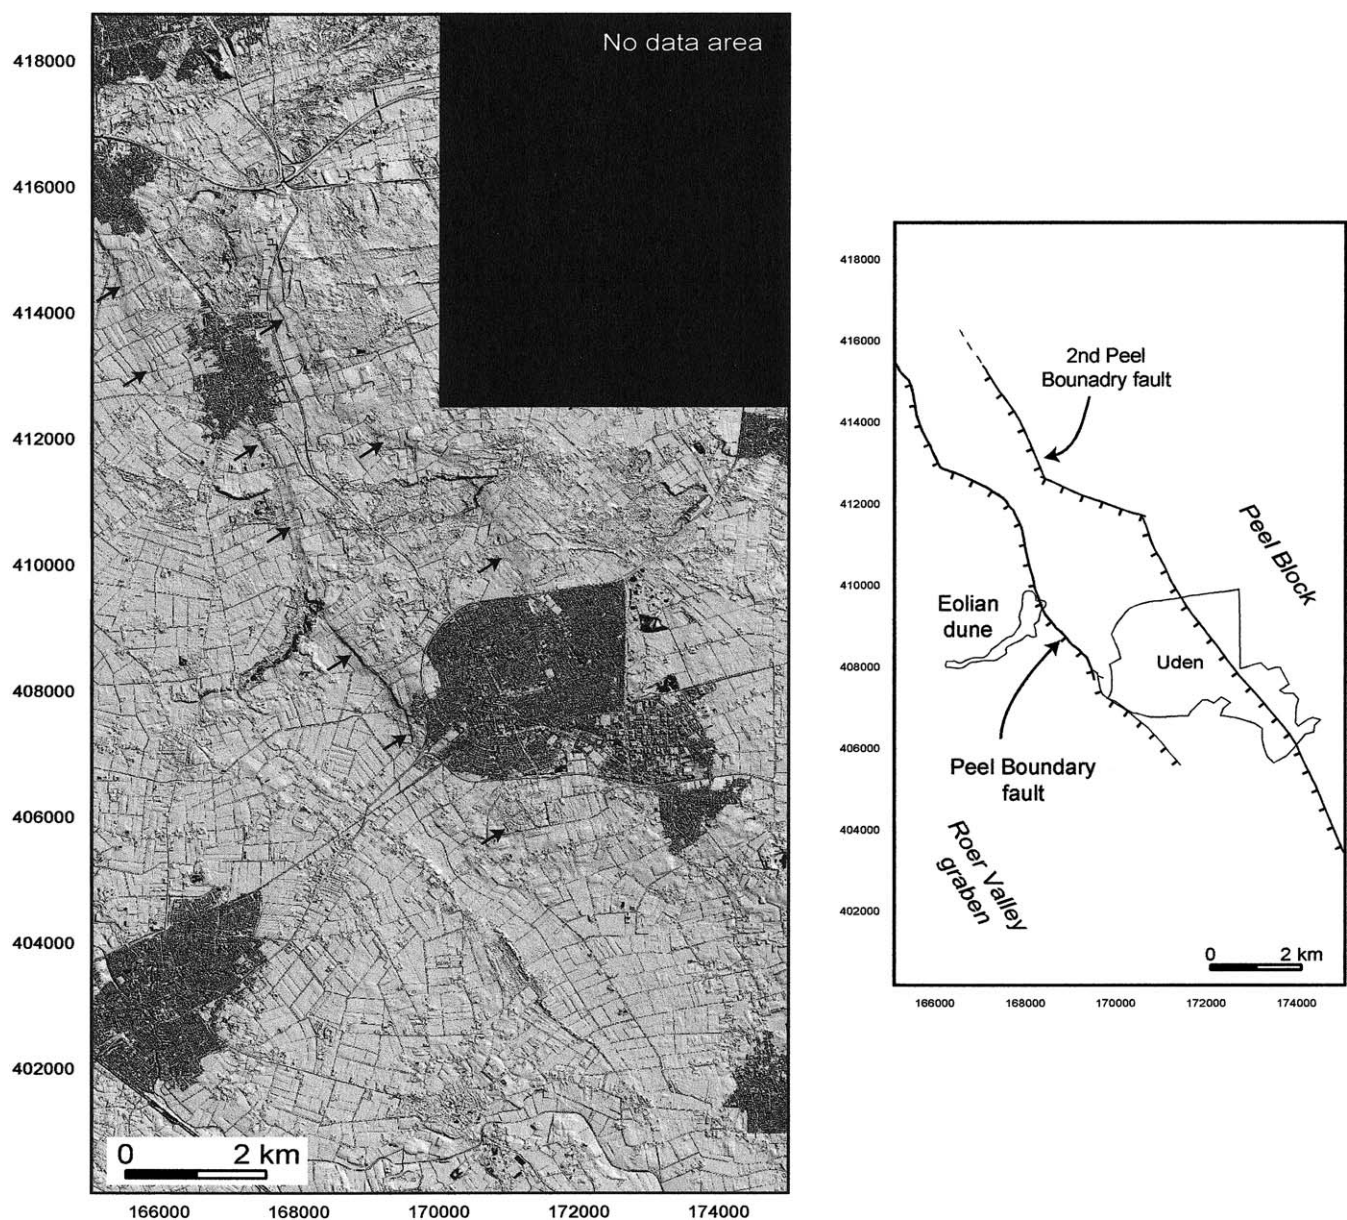 No data area
418000
416000
414000
412000
410000
408000
406000
404000
402000
0 2 km
166000 168000 170000 172000 174000
418000
416000
414000
412000
410000
408000
406000
404000
402000
2nd Peel
Bounadry fault
Peel Block
Eolian
dune
Uden
Peel Boundary
fault
Roer Valley
graben
0 2 km
166000 168000 170000 172000 174000